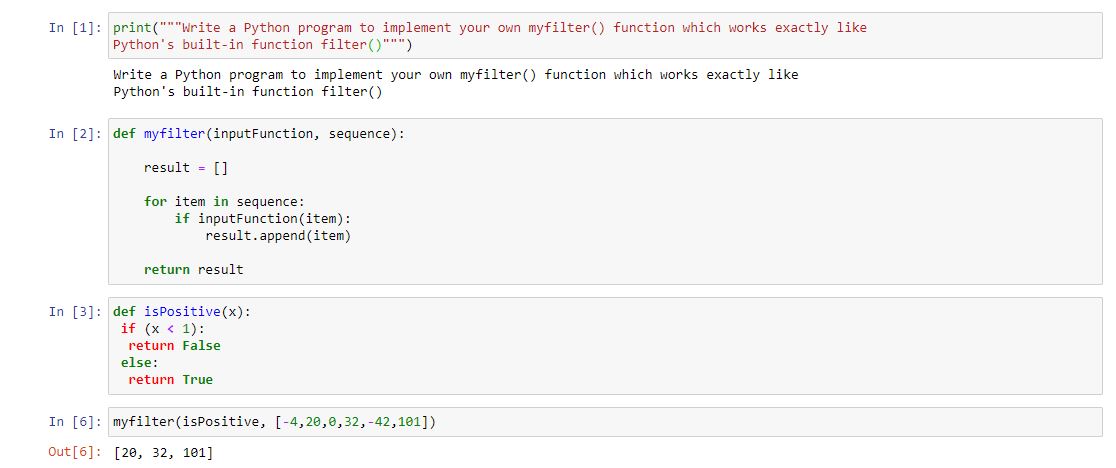 In [1]: print("""Write a Python program to implement your own myfilter() function which works exactly like
Python's built-in function filter()""")
Write a Python program to implement your own myfilter() function which works exactly like
Python's built-in function filter()
In [2]: def myfilter(inputFunction, sequence):
result = []
for item in sequence:
if inputFunction(item):
result.append(item)
return result
In [3]: def isPositive(x):
if (x < 1):
return False
else:
return True
In [6]: myfilter(isPositive, [-4,20,0,32,-42,101])
Out[6]: [20, 32, 101]